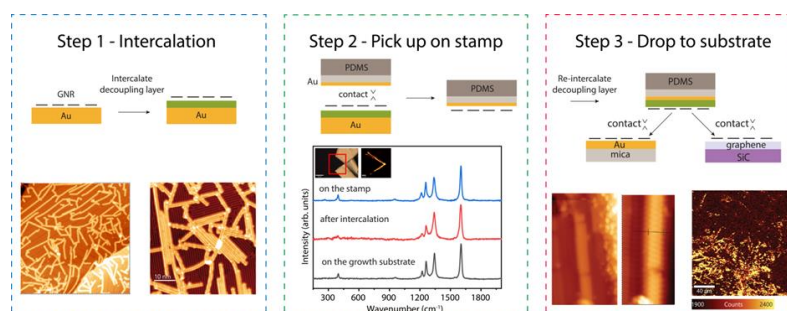 Step 1 - Intercalation
GNR
Intercalate
decoupling layer
Au
Au
10 nm
Step 2 - Pick up on stamp
PDMS
Au
contact
Au
PDMS
on the stamp
after intercalation
on the growth substrate
Intensity (arb. units)
300 600 900 1200 1500 1800
Wavenumber (cm⁻¹)
Step 3 - Drop to substrate
Re-intercalate
decoupling layer
PDMS
contact
contact
Au
mica
graphene
SiC
40 µm
1900 Counts 2400